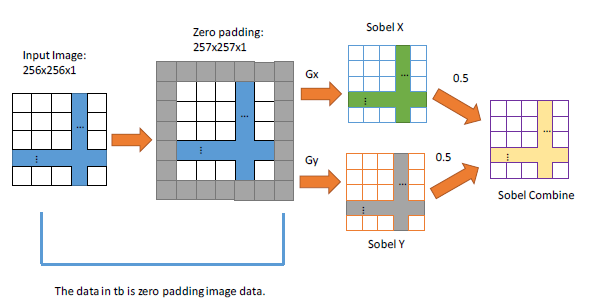 Input Image:
256x256x1
Zero padding:
257x257x1
Gx
Gy
Sobel X
Sobel Y
0.5
0.5
Sobel Combine
The data in tb is zero padding image data.